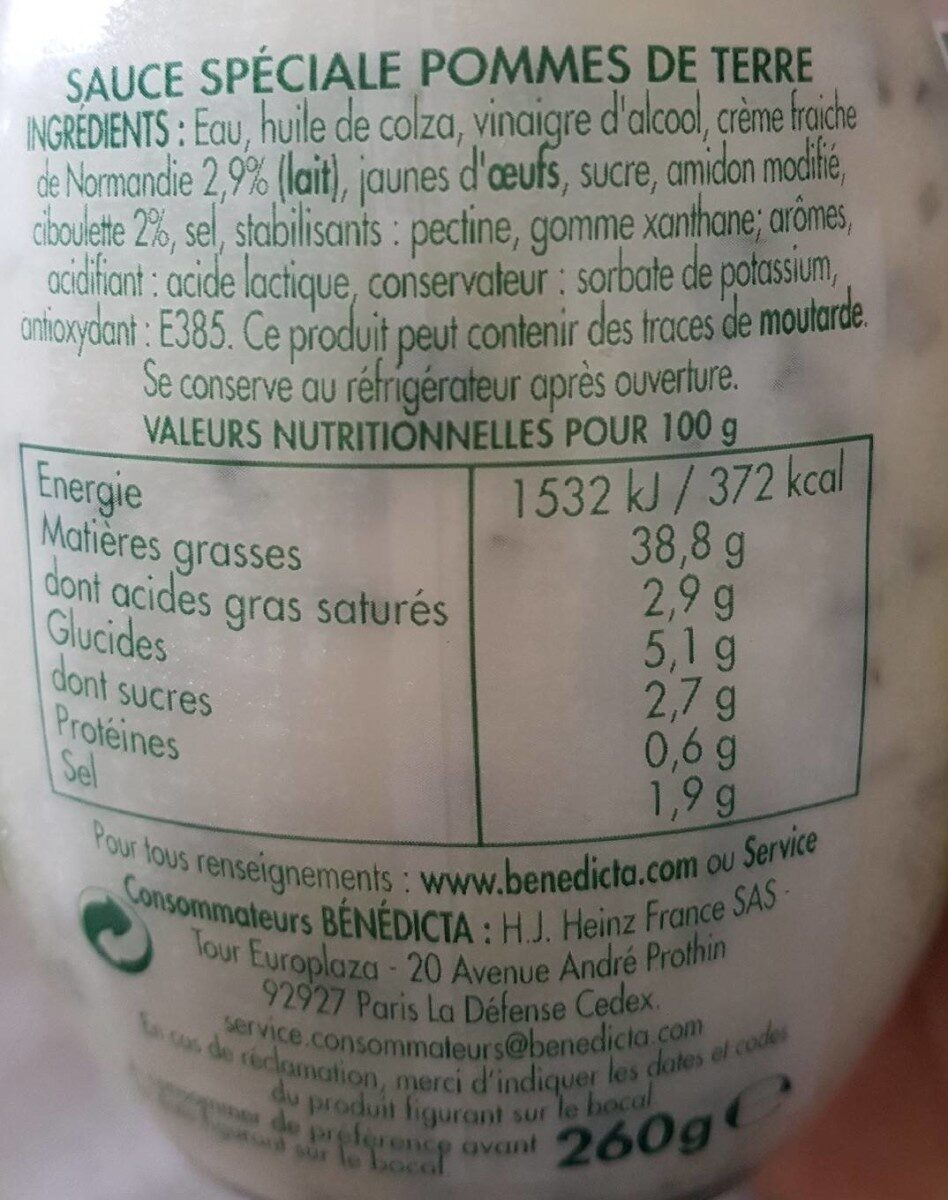 SAUCE SPÉCIALE POMMES DE TERRE
INGRÉDIENTS : Eau, huile de colza, vinaigre d'alcool, crème fraiche
de Normandie 2,9% (lait), jaunes d'œufs, sucre, amidon modifié,
ciboulette 2%, sel, stabilisants : pectine, gomme xanthane; arômes,
acidifiant : acide lactique, conservateur : sorbate de potassium,
antioxydant : E385. Ce produit peut contenir des traces de moutarde.
Se conserve au réfrigérateur après ouverture.
VALEURS NUTRITIONNELLES POUR 100 g
Energie 1532 kJ / 372 kcal
Matières grasses 38,8 g
dont acides gras saturés 2,9 g
Glucides 5,1 g
dont sucres 2,7 g
Protéines 0,6 g
Sel 1,9 g
Pour tous renseignements : www.benedicta.com ou Service
Consommateurs BÉNÉDICTA : H.J. Heinz France SAS -
Tour Europlaza - 20 Avenue André Prothin
92927 Paris La Défense Cedex.
service.consommateurs@benedicta.com
En cas de réclamation, merci d'indiquer les dates et codes
du produit figurant sur le bocal
de préférence avant 260g e
figurant sur le bocal